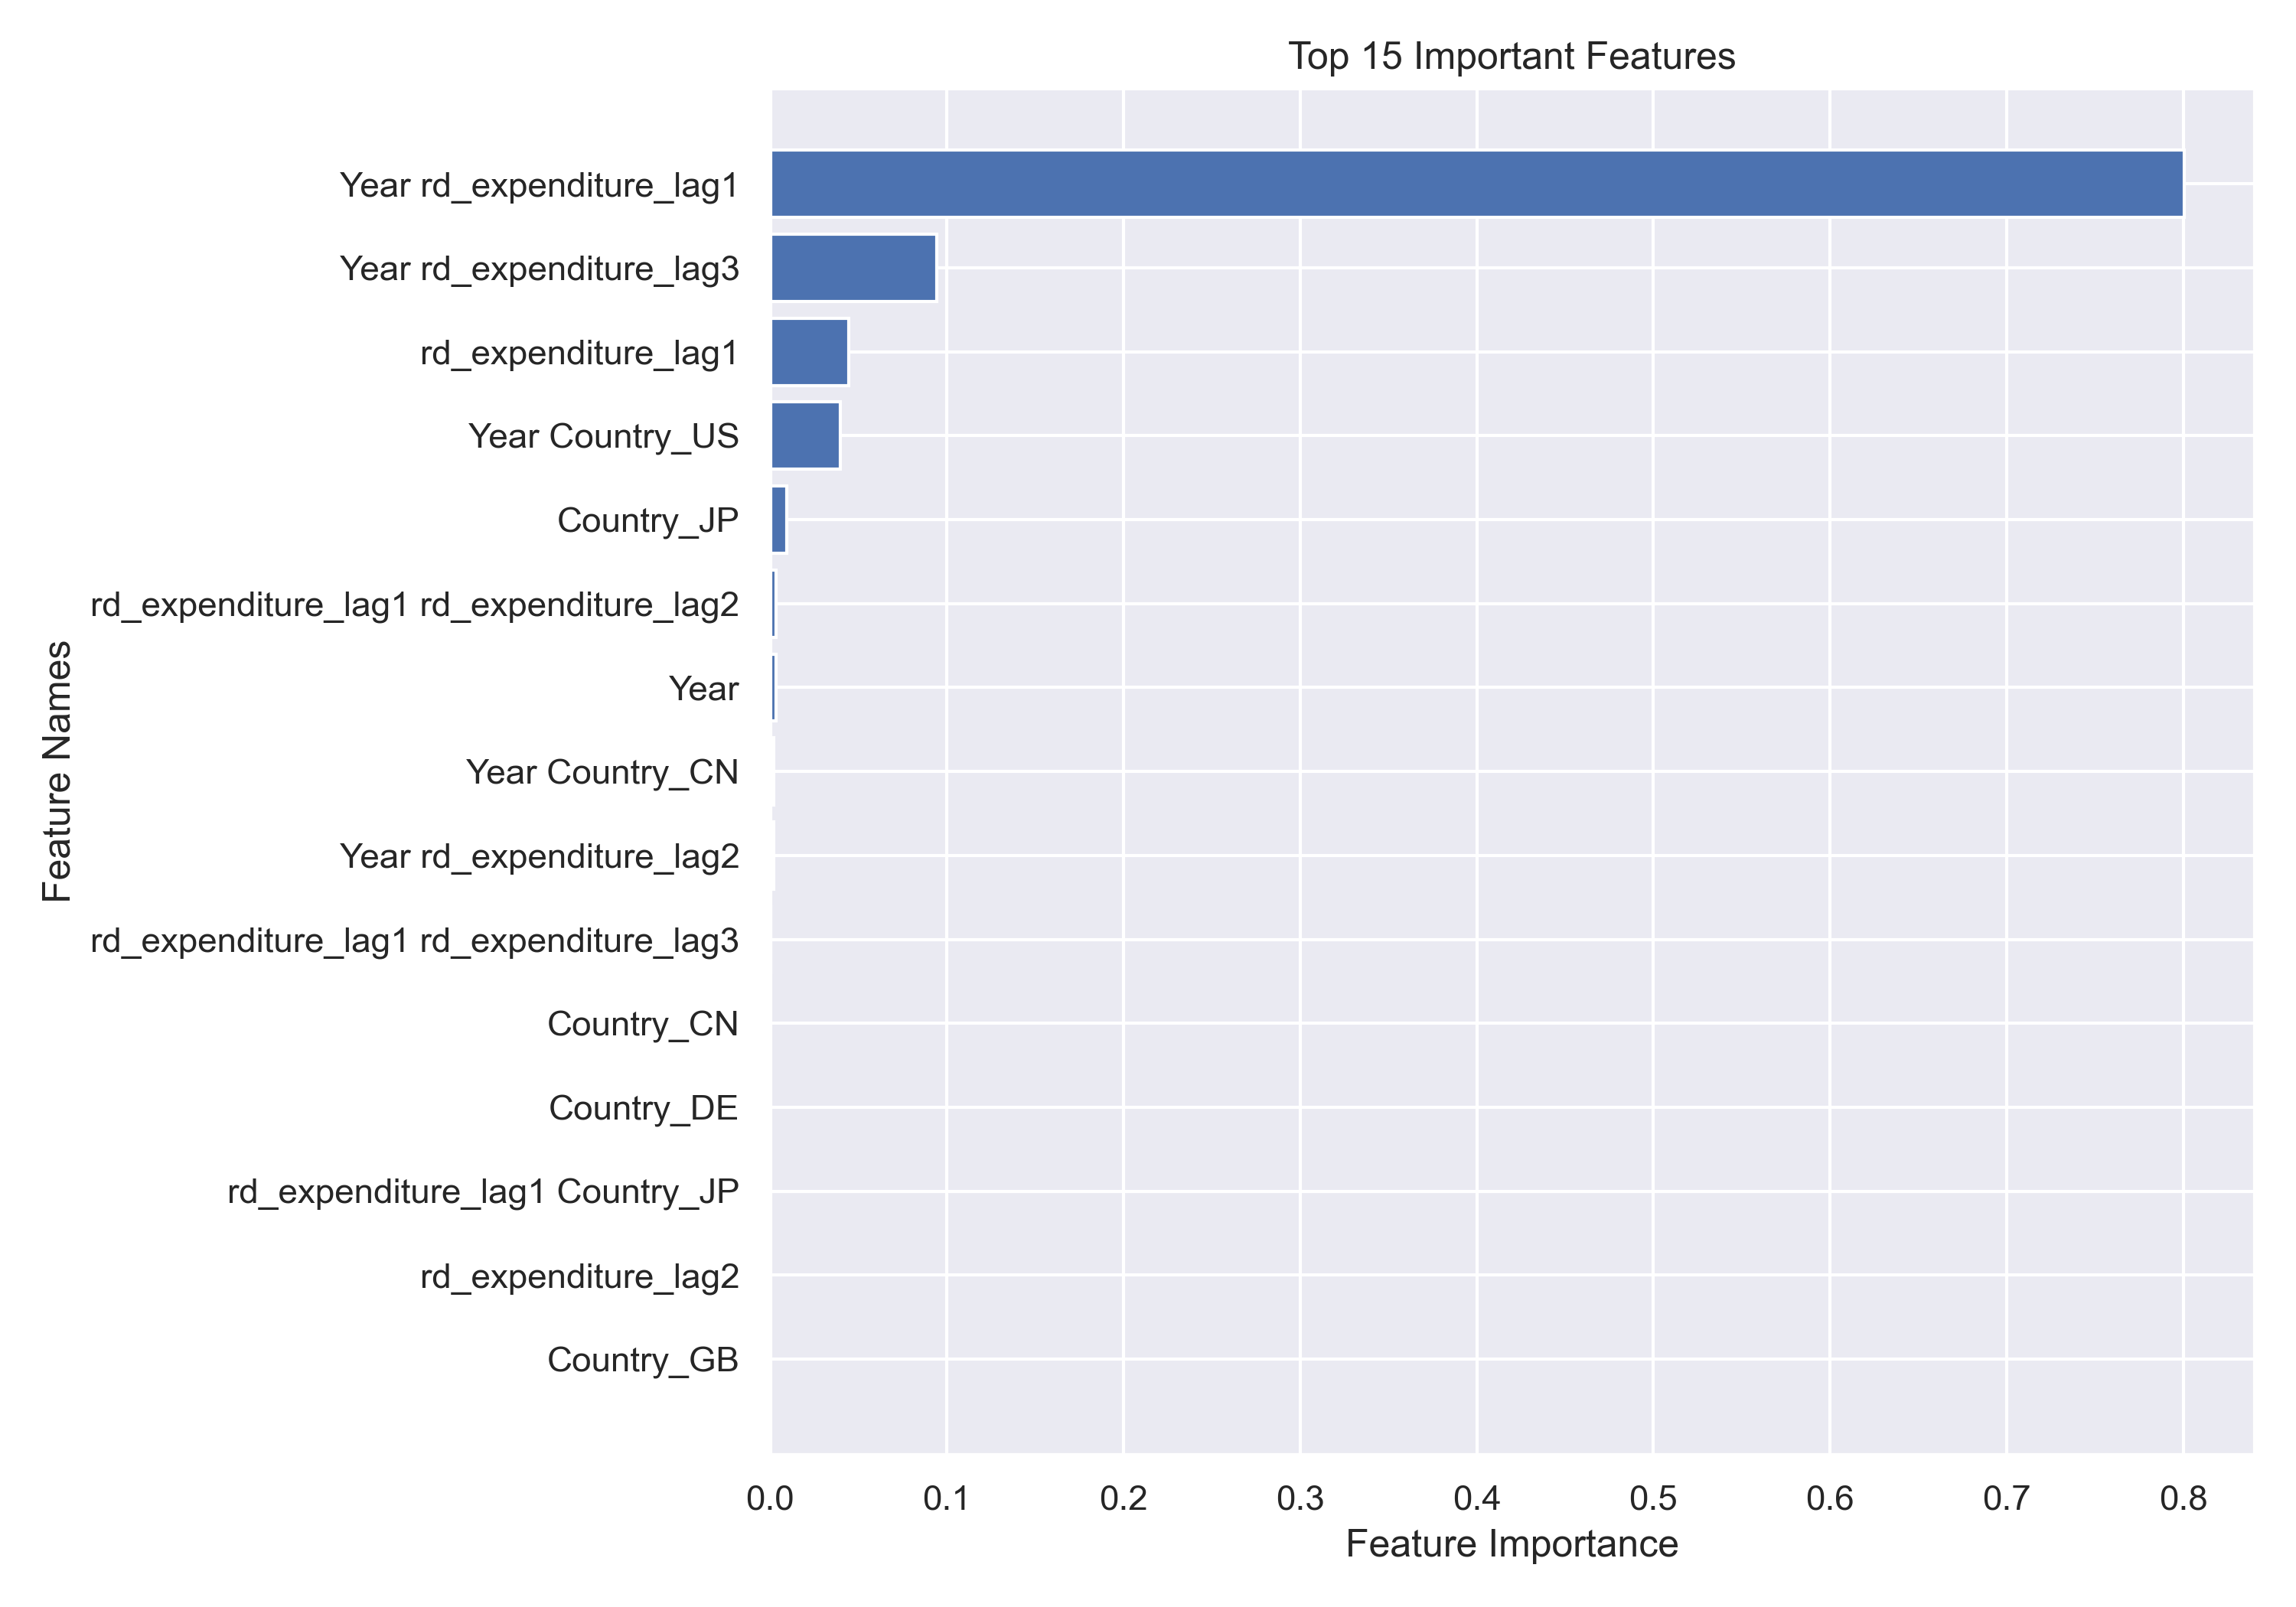 Top 15 Important Features
Feature Names
Year rd_expenditure_lag1
Year rd_expenditure_lag3
rd_expenditure_lag1
Year Country_US
Country_JP
rd_expenditure_lag1 rd_expenditure_lag2
Year
Year Country_CN
Year rd_expenditure_lag2
rd_expenditure_lag1 rd_expenditure_lag3
Country_CN
Country_DE
rd_expenditure_lag1 Country_JP
rd_expenditure_lag2
Country_GB
0.0 0.1 0.2 0.3 0.4 0.5 0.6 0.7 0.8
Feature Importance